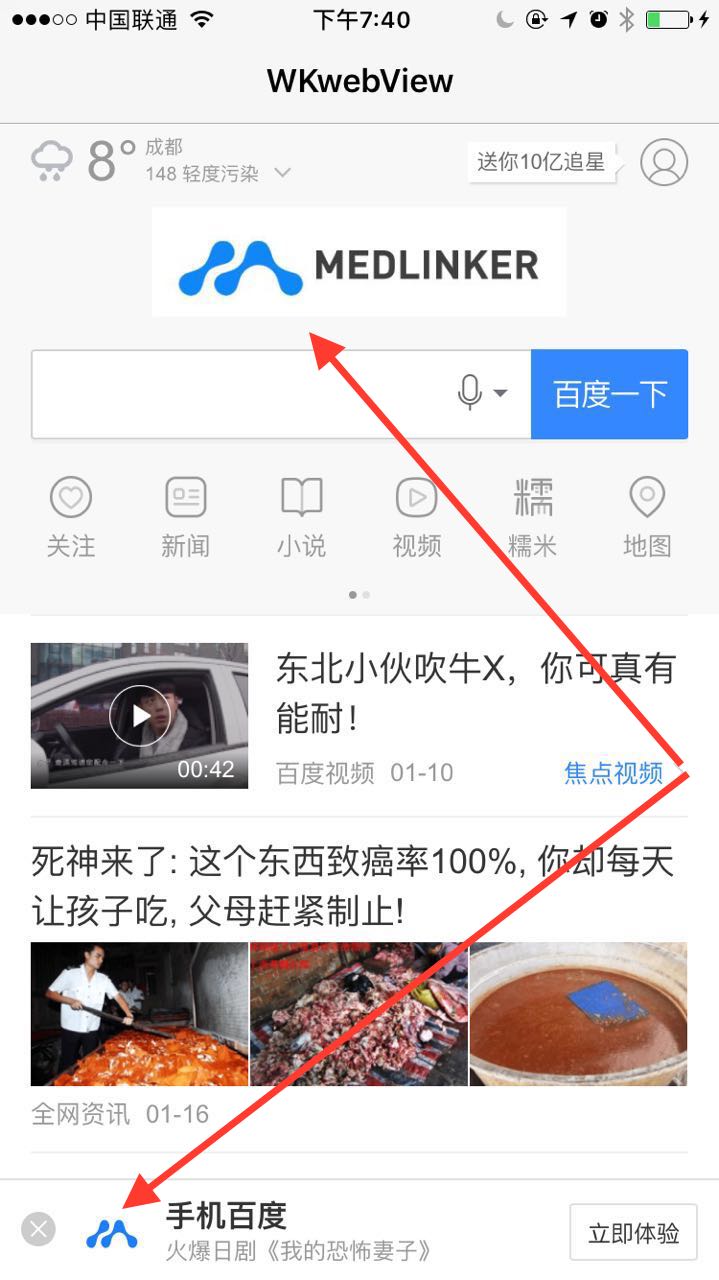 中国联通
下午7:40
WKwebView
8°
成都
148 轻度污染
送你10亿追星
MEDLINKER
百度一下
关注
新闻
小说
视频
糯米
糯米
地图
东北小伙吹牛X，你可真有
能耐！
00:42
百度视频 01-10
焦点视频
死神来了: 这个东西致癌率100%, 你却每天
让孩子吃, 父母赶紧制止!
全网资讯 01-16
手机百度
火爆日剧《我的恐怖妻子》
立即体验